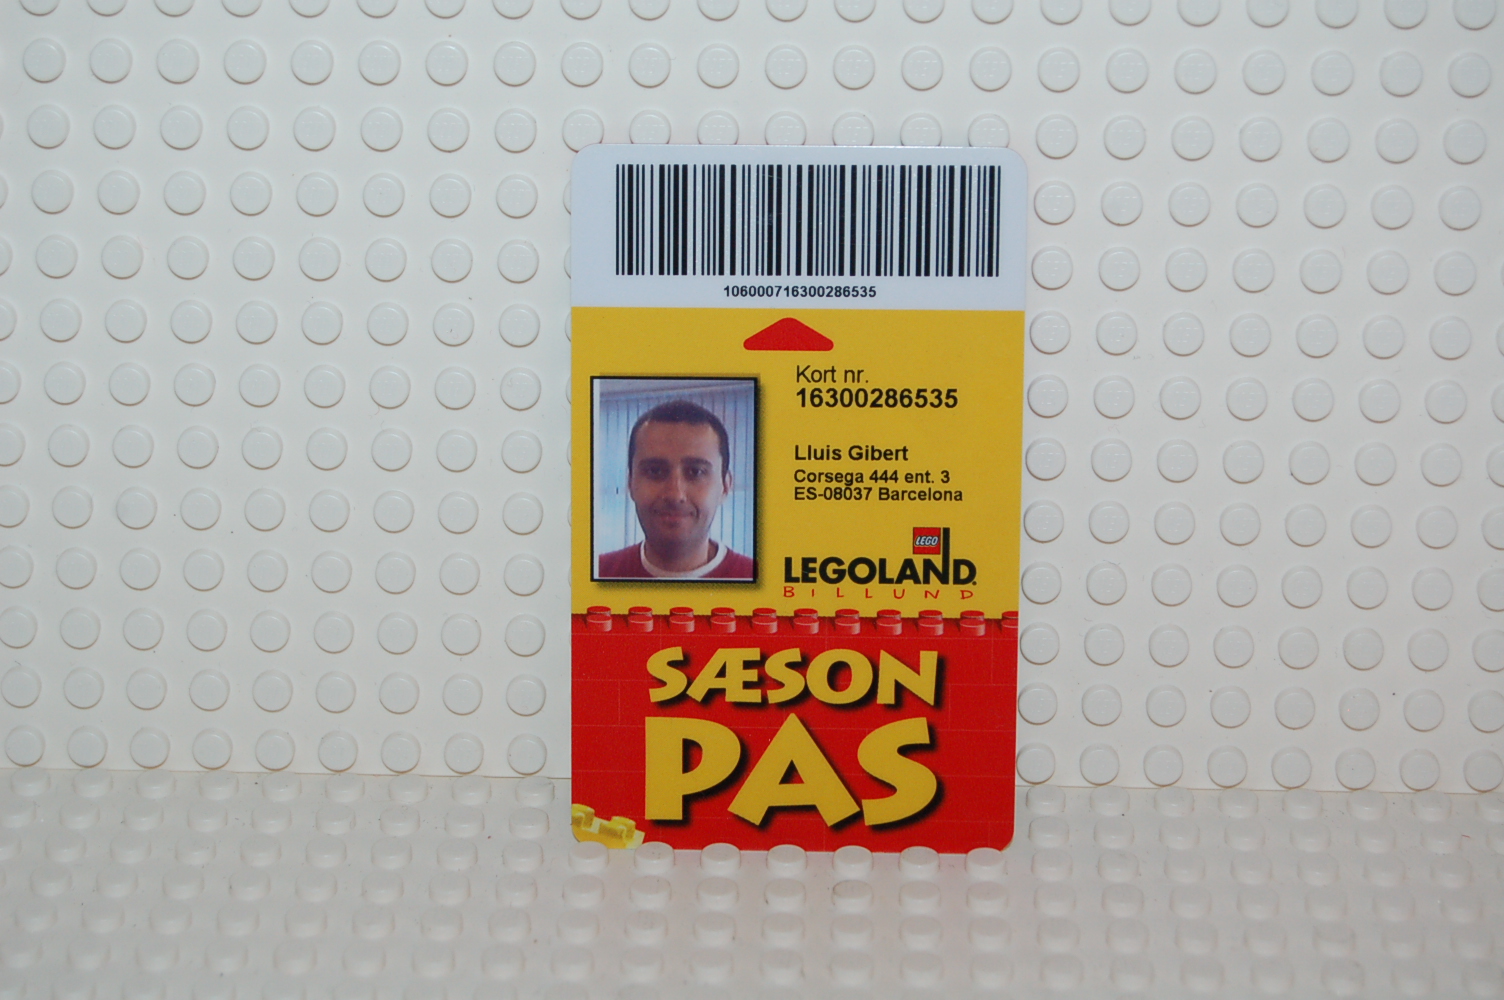 106000716300286535
Kort nr.
16300286535
Lluis Gibert
Corsega 444 ent. 3
ES-08037 Barcelona
LEGO
LEGOLAND
BILLUND
SÆSON
PAS